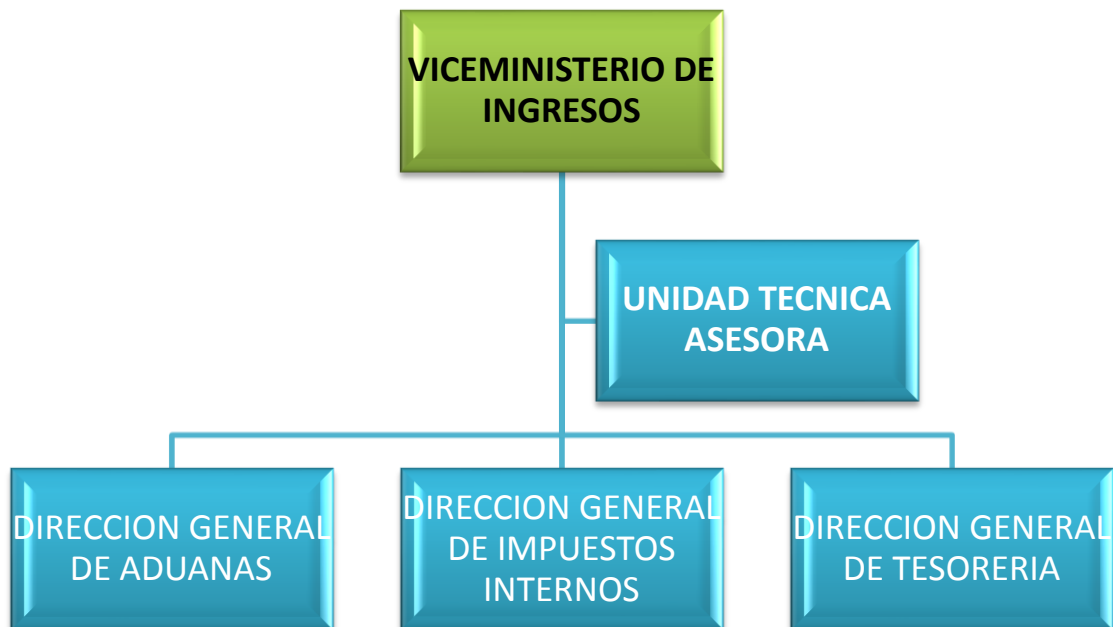 VICEMINISTERIO DE
INGRESOS
UNIDAD TECNICA
ASESORA
DIRECCION GENERAL
DE ADUANAS
DIRECCION GENERAL
DE IMPUESTOS
INTERNOS
DIRECCION GENERAL
DE TESORERIA